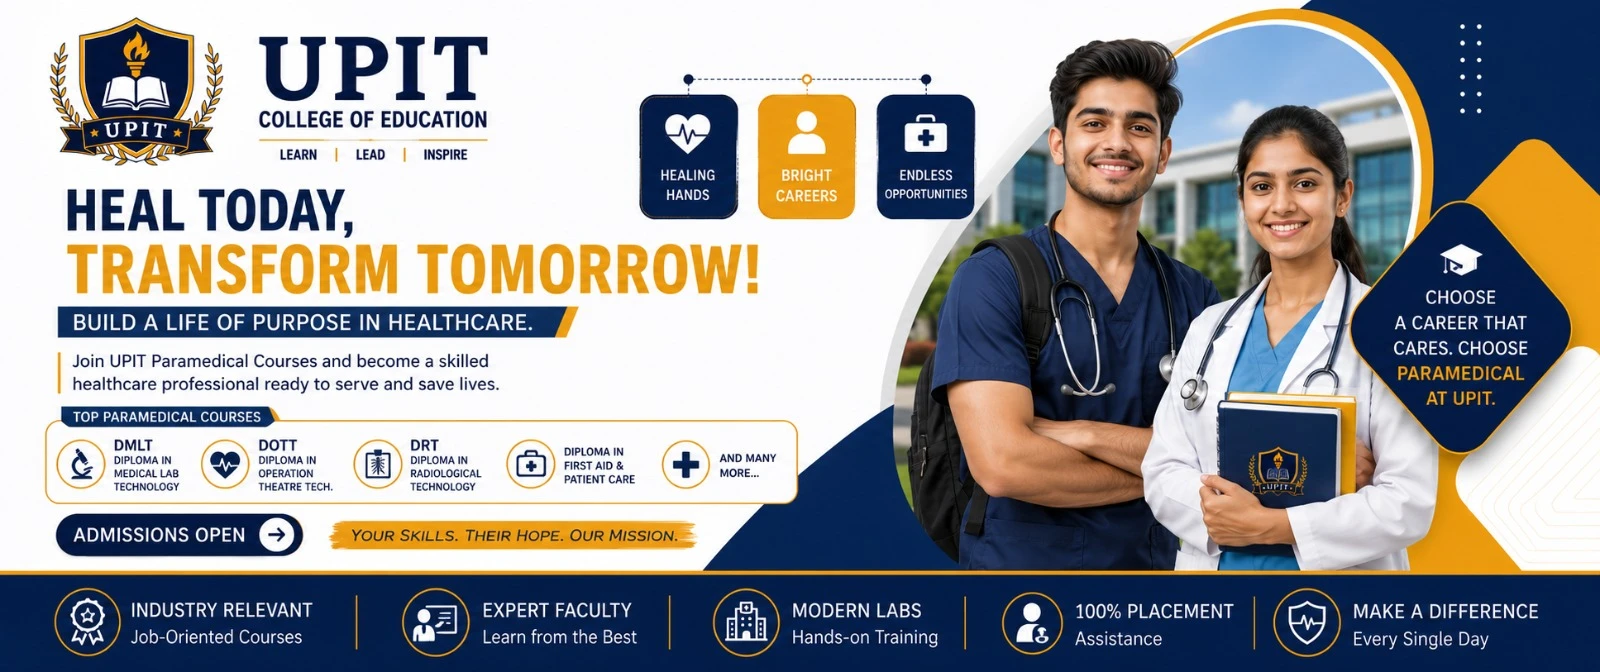 UPIT
UPIT
COLLEGE OF EDUCATION
LEARN | LEAD | INSPIRE
HEAL TODAY,
TRANSFORM TOMORROW!
BUILD A LIFE OF PURPOSE IN HEALTHCARE.
Join UPIT Paramedical Courses and become a skilled
healthcare professional ready to serve and save lives.
HEALING
HANDS
BRIGHT
CAREERS
ENDLESS
OPPORTUNITIES
CHOOSE
A CAREER THAT
CARES. CHOOSE
PARAMEDICAL
AT UPIT.
UPIT
TOP PARAMEDICAL COURSES
DMLT
DIPLOMA IN
MEDICAL LAB
TECHNOLOGY
DOTT
DIPLOMA IN
OPERATION
THEATRE TECH.
DRT
DIPLOMA IN
RADIOLOGICAL
TECHNOLOGY
DIPLOMA IN
FIRST AID &
PATIENT CARE
AND MANY
MORE...
ADMISSIONS OPEN
YOUR SKILLS. THEIR HOPE. OUR MISSION.
INDUSTRY RELEVANT
Job-Oriented Courses
EXPERT FACULTY
Learn from the Best
MODERN LABS
Hands-on Training
100% PLACEMENT
Assistance
MAKE A DIFFERENCE
Every Single Day